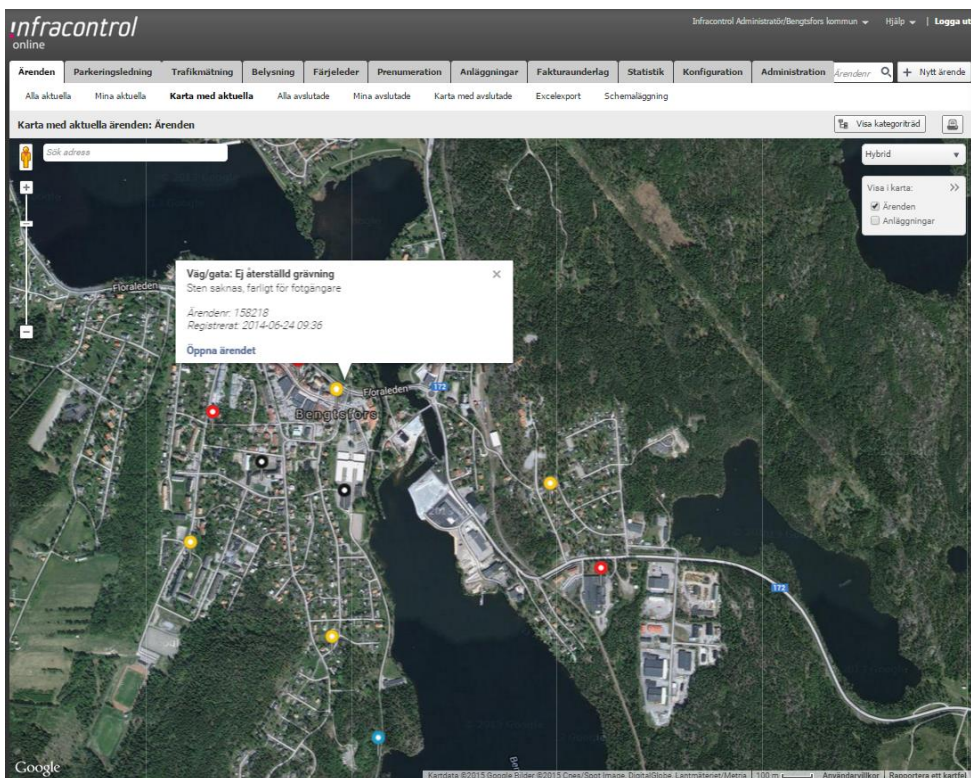 infracontrol
online
Infracontrol Administratör/Bengtsfors kommun Hjälp | Logga ut
Ärenden Parkeringsledning Trafikmätning Belysning Färjeleder Prenumeration Anläggningar Fakturaunderlag Statistik Konfiguration Administration Ärendenr + Nytt ärende
Alla aktuella Mina aktuella Karta med aktuella Alla avslutade Mina avslutade Karta med avslutade Excelexport Schemaläggning
Karta med aktuella ärenden: Ärenden Visa kategoriträd
Sök adress Hybrid
Visa i karta: >>
Ärenden
Anläggningar
Floraleden
Väg/gata: Ej återställd grävning
Sten saknas, farligt för fotgängare
Ärendenr: 158218
Registrerat: 2014-06-24 09:36
Öppna ärendet
Floraleden 172
Bengtsfors
172
Google
Kartdata ©2015 Google Bilder ©2015 Cnes/Spot Image, DigitalGlobe, Lantmäteriet/Metria 100 m Användarvillkor Rapportera ett kartfel